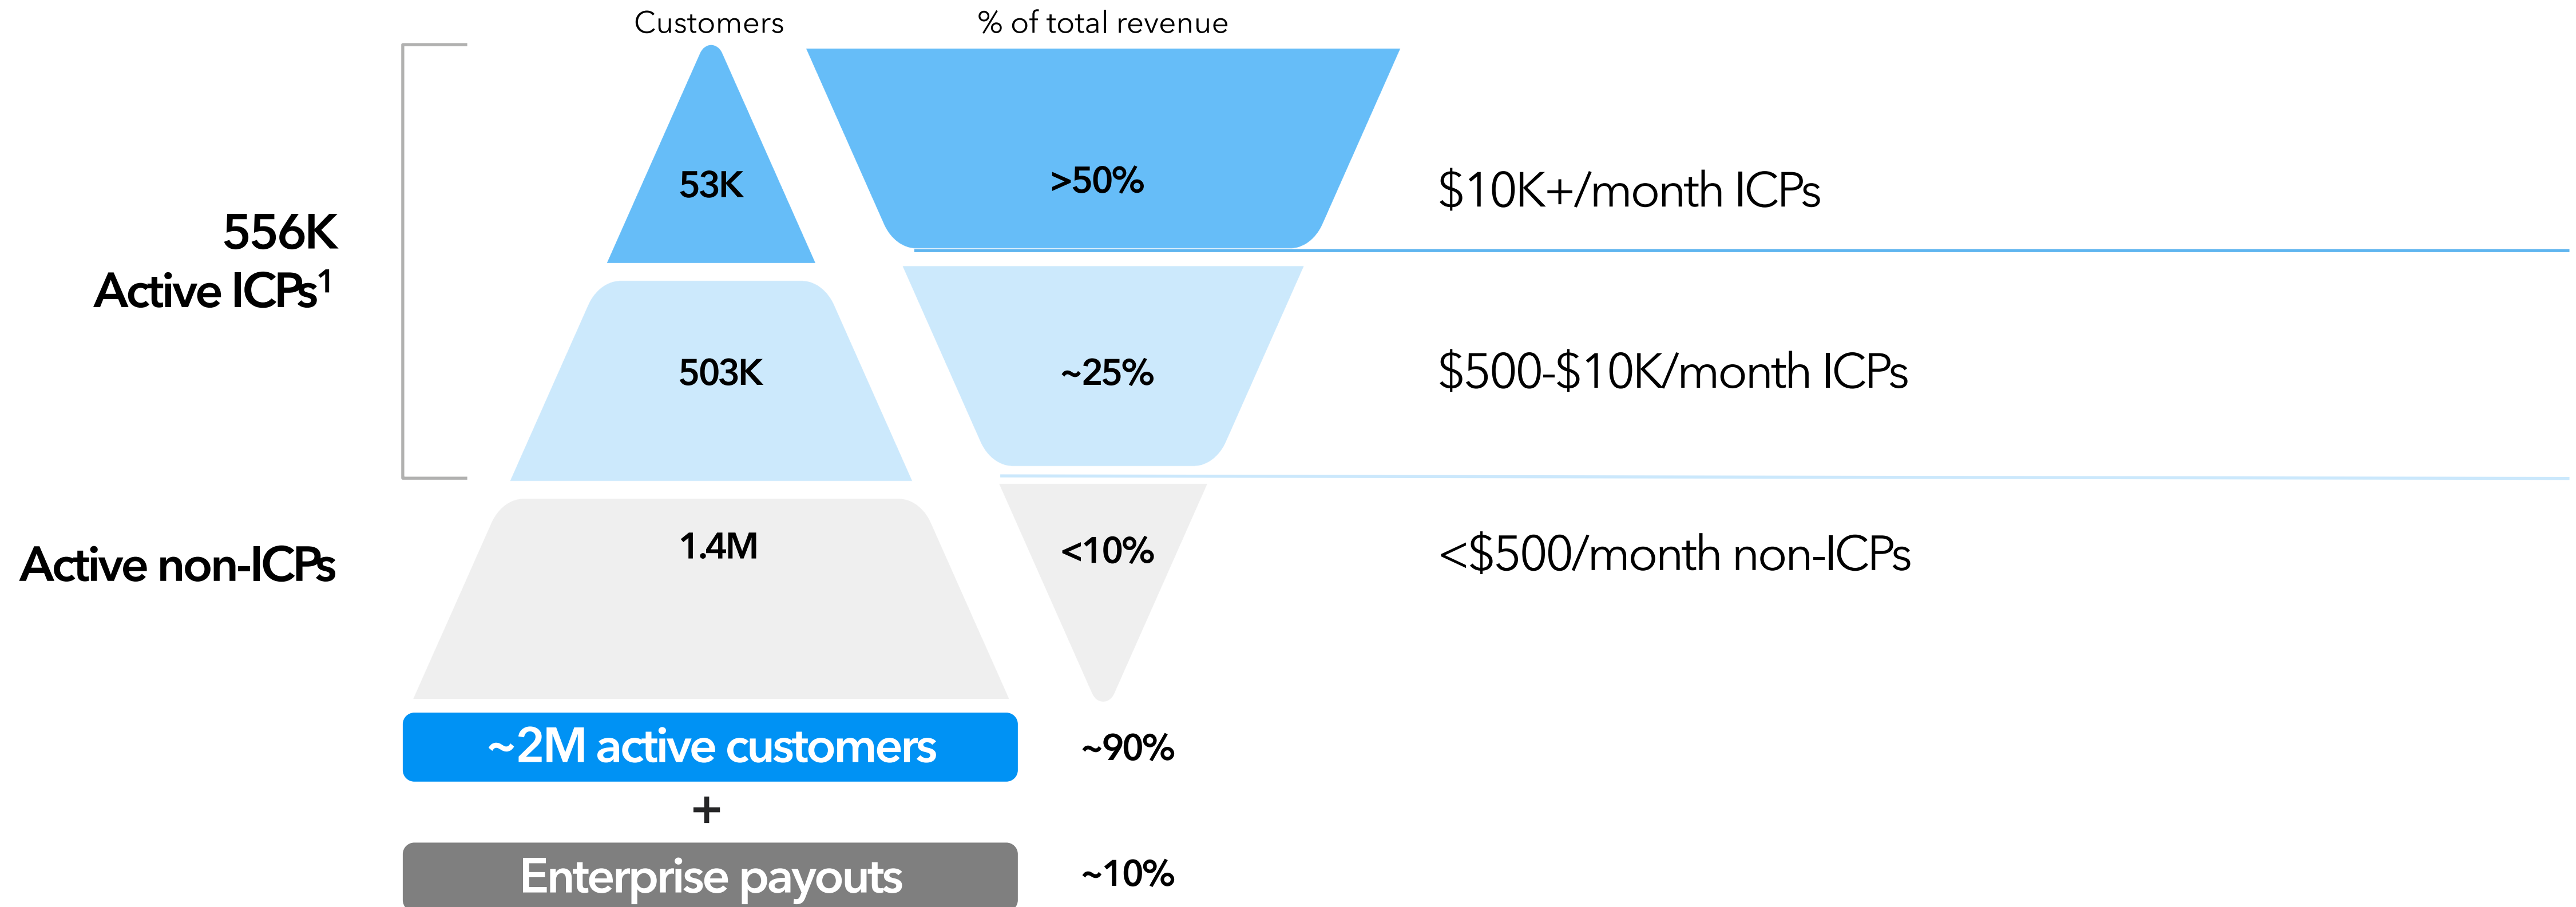 Customers
% of total revenue
53K
>50%
$10K+/month ICPs
556K
Active ICPs¹
503K
~25%
$500-$10K/month ICPs
Active non-ICPs
1.4M
<10%
<$500/month non-ICPs
~2M active customers
~90%
+
Enterprise payouts
~10%